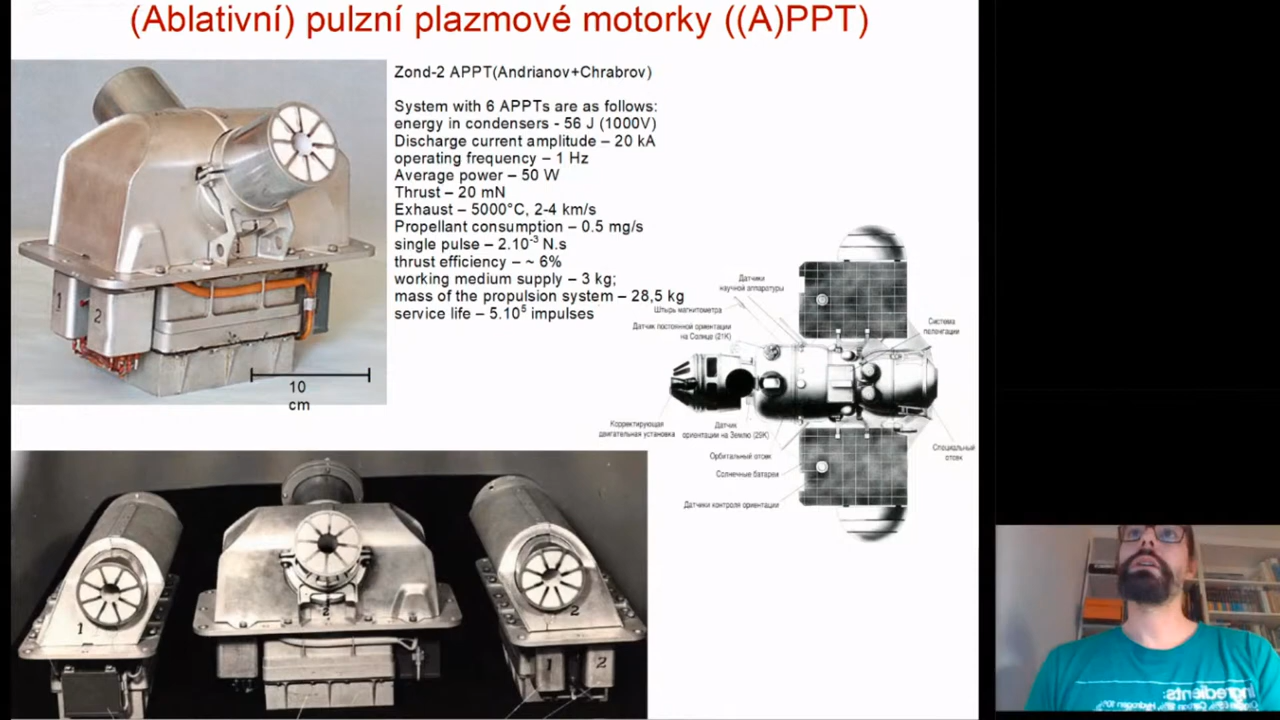 (Ablativní) pulzní plazmové motorky ((A)PPT)
Zond-2 APPT(Andrianov+Chrabrov)
System with 6 APPTs are as follows:
energy in condensers - 56 J (1000V)
Discharge current amplitude – 20 kA
operating frequency – 1 Hz
Average power – 50 W
Thrust – 20 mN
Exhaust – 5000°C, 2-4 km/s
Propellant consumption – 0.5 mg/s
single pulse – 2.10⁻³ N.s
thrust efficiency – ~ 6%
working medium supply – 3 kg;
mass of the propulsion system – 28,5 kg
service life – 5.10⁵ impulses
1
2
10
cm
Датчики
научной аппаратуры
Штырь магнитометра
Датчик постоянной ориентации
на Солнце (21К)
Система
пеленгации
Корректирующая
двигательная установка
Датчик
ориентации на Землю (29К)
Орбитальный отсек
Солнечные батареи
Датчики контроля ориентации
Специальный
отсек
1
2
2
1
2
Ingredients: